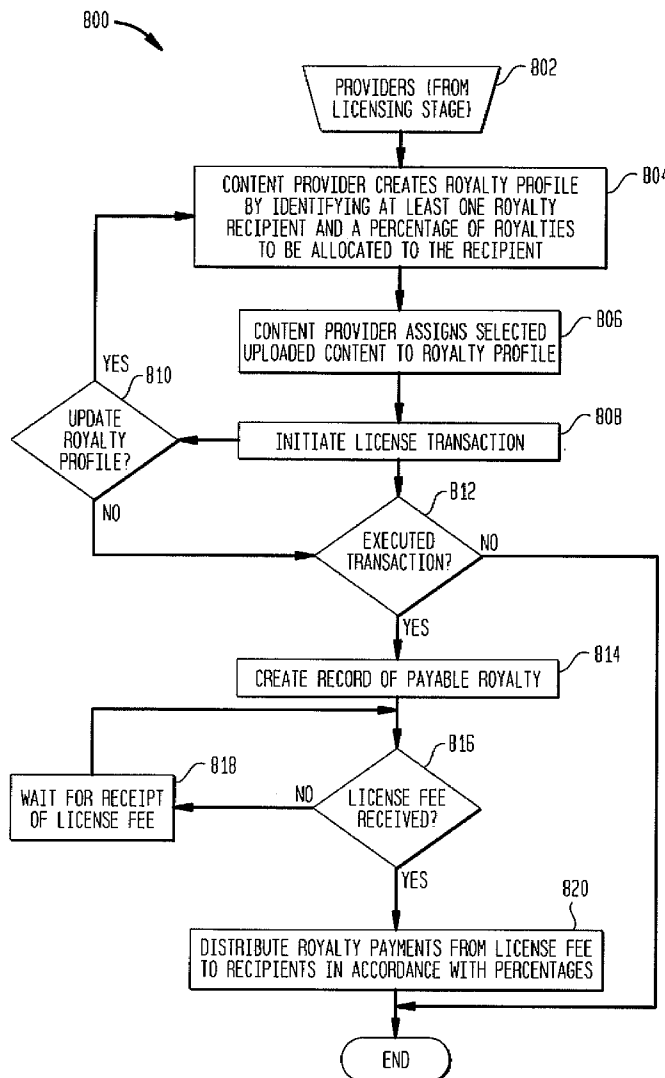 800
802
PROVIDERS (FROM
LICENSING STAGE)
804
CONTENT PROVIDER CREATES ROYALTY PROFILE
BY IDENTIFYING AT LEAST ONE ROYALTY
RECIPIENT AND A PERCENTAGE OF ROYALTIES
TO BE ALLOCATED TO THE RECIPIENT
806
CONTENT PROVIDER ASSIGNS SELECTED
UPLOADED CONTENT TO ROYALTY PROFILE
YES
810
808
UPDATE
ROYALTY
PROFILE?
INITIATE LICENSE TRANSACTION
NO
812
EXECUTED
TRANSACTION?
NO
YES
814
CREATE RECORD OF PAYABLE ROYALTY
816
818
WAIT FOR RECEIPT
OF LICENSE FEE
NO
LICENSE FEE
RECEIVED?
YES
820
DISTRIBUTE ROYALTY PAYMENTS FROM LICENSE FEE
TO RECIPIENTS IN ACCORDANCE WITH PERCENTAGES
END